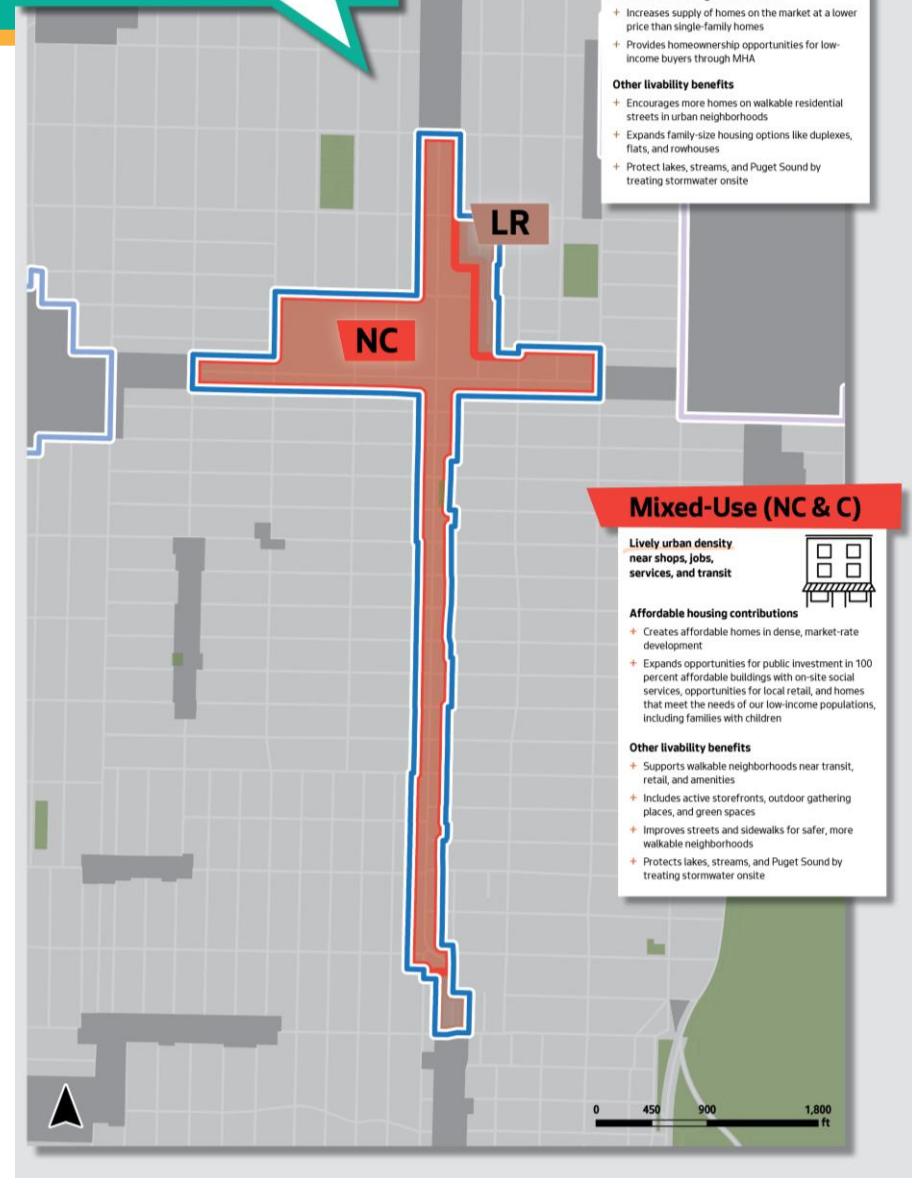 + Increases supply of homes on the market at a lower
price than single-family homes
+ Provides homeownership opportunities for low-
income buyers through MHA
Other livability benefits
+ Encourages more homes on walkable residential
streets in urban neighborhoods
+ Expands family-size housing options like duplexes,
flats, and rowhouses
+ Protect lakes, streams, and Puget Sound by
treating stormwater onsite
LR
NC
Mixed-Use (NC & C)
Lively urban density
near shops, jobs,
services, and transit
Affordable housing contributions
+ Creates affordable homes in dense, market-rate
development
+ Expands opportunities for public investment in 100
percent affordable buildings with on-site social
services, opportunities for local retail, and homes
that meet the needs of our low-income populations,
including families with children
Other livability benefits
+ Supports walkable neighborhoods near transit,
retail, and amenities
+ Includes active storefronts, outdoor gathering
places, and green spaces
+ Improves streets and sidewalks for safer, more
walkable neighborhoods
+ Protects lakes, streams, and Puget Sound by
treating stormwater onsite
0 450 900 1,800
ft